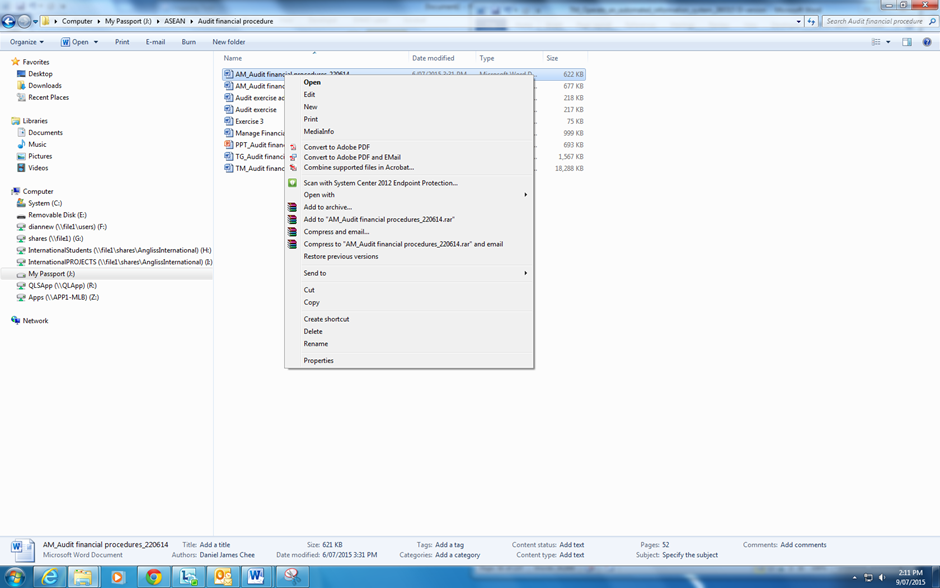 Computer ▸ My Passport (J:) ▸ ASEAN ▸ Audit financial procedure
Search Audit financial procedure
Organize Open Print E-mail Burn New folder
Name Date modified Type Size
Favorites
Desktop
Downloads
Recent Places
Libraries
Documents
Music
Pictures
Videos
Computer
System (C:)
Removable Disk (E:)
diannew (\\file1\users) (F:)
shares (\\file1) (G:)
InternationalStudents (\\file1\shares\AnglissInternational) (H:)
InternationalPROJECTS (\\file1\shares\AnglissInternational) (I:)
My Passport (J:)
QLSApp (\\QLApp) (R:)
Apps (\\APP1-MLB) (Z:)
Network
AM_Audit financial procedures_220614 6/07/2015 3:31 PM Microsoft Word D... 622 KB
AM_Audit finan 677 KB
Audit exercise a 218 KB
Audit exercise 217 KB
Exercise 3 75 KB
Manage Financi 999 KB
PPT_Audit finan 693 KB
TG_Audit financ 1,567 KB
TM_Audit finan 18,288 KB
Open
Edit
New
Print
MediaInfo
Convert to Adobe PDF
Convert to Adobe PDF and EMail
Combine supported files in Acrobat...
Scan with System Center 2012 Endpoint Protection...
Open with
Add to archive...
Add to "AM_Audit financial procedures_220614.rar"
Compress and email...
Compress to "AM_Audit financial procedures_220614.rar" and email
Restore previous versions
Send to
Cut
Copy
Create shortcut
Delete
Rename
Properties
AM_Audit financial procedures_220614 Title: Add a title Size: 621 KB Tags: Add a tag Content status: Add text Pages: 52 Comments: Add comments
Microsoft Word Document Authors: Daniel James Chee Date modified: 6/07/2015 3:31 PM Categories: Add a category Content type: Add text Subject: Specify the subject
2:11 PM
9/07/2015